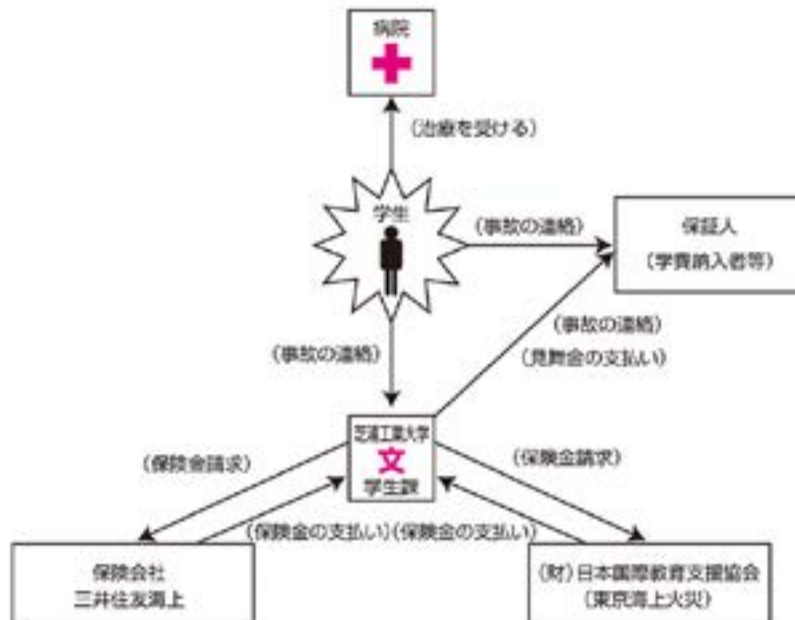 病院
(治療を受ける)
学生
(事故の連絡)
保証人
(学費納入者等)
(事故の連絡)
(事故の連絡)
(見舞金の支払い)
芝浦工業大学
文
学生課
(保険金請求)
(保険金請求)
(保険金の支払い)(保険金の支払い)
保険会社
三井住友海上
(財)日本国際教育支援協会
(東京海上火災)